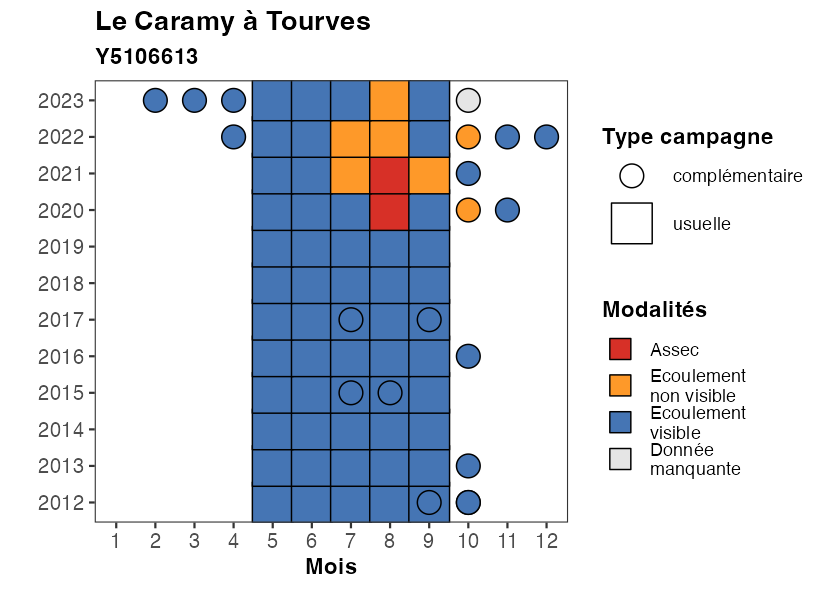 Le Caramy à Tourves
Y5106613
2023
2022
2021
2020
2019
2018
2017
2016
2015
2014
2013
2012
1 2 3 4 5 6 7 8 9 10 11 12
Mois
Type campagne
complémentaire
usuelle
Modalités
Assec
Ecoulement
non visible
Ecoulement
visible
Donnée
manquante